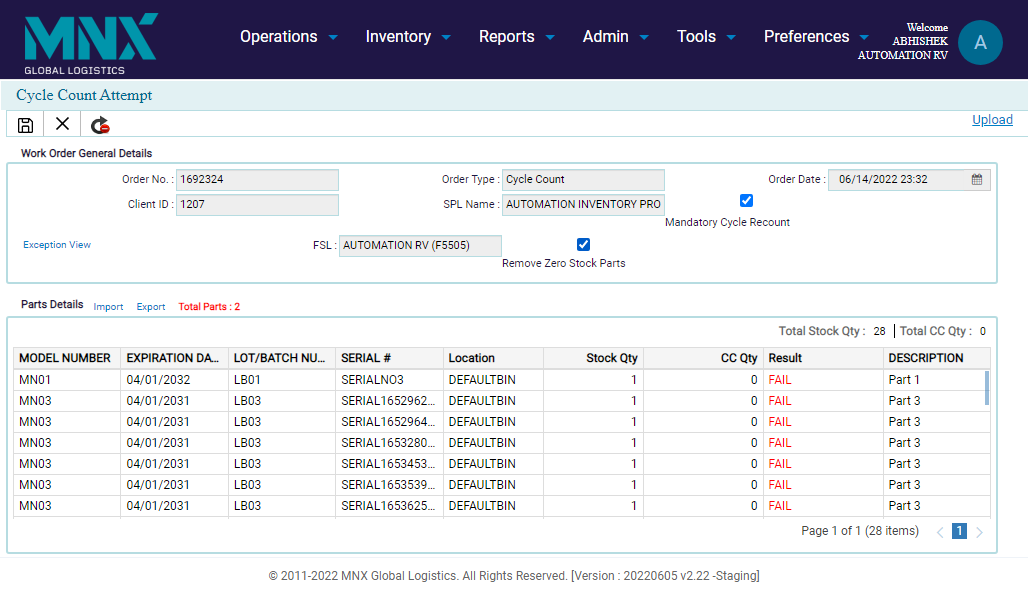 MNX
GLOBAL LOGISTICS
Operations Inventory Reports Admin Tools Preferences
Welcome
ABHISHEK
AUTOMATION RV
A
Cycle Count Attempt
Upload
Work Order General Details
Order No. : 1692324 Order Type : Cycle Count Order Date : 06/14/2022 23:32
Client ID : 1207 SPL Name : AUTOMATION INVENTORY PRO
Mandatory Cycle Recount
Exception View FSL : AUTOMATION RV (F5505)
Remove Zero Stock Parts
Parts Details Import Export Total Parts : 2
Total Stock Qty : 28 Total CC Qty : 0
MODEL NUMBER EXPIRATION DA... LOT/BATCH NU... SERIAL # Location Stock Qty CC Qty Result DESCRIPTION
MN01 04/01/2032 LB01 SERIALNO3 DEFAULTBIN 1 0 FAIL Part 1
MN03 04/01/2031 LB03 SERIAL1652962... DEFAULTBIN 1 0 FAIL Part 3
MN03 04/01/2031 LB03 SERIAL1652964... DEFAULTBIN 1 0 FAIL Part 3
MN03 04/01/2031 LB03 SERIAL1653280... DEFAULTBIN 1 0 FAIL Part 3
MN03 04/01/2031 LB03 SERIAL1653453... DEFAULTBIN 1 0 FAIL Part 3
MN03 04/01/2031 LB03 SERIAL1653539... DEFAULTBIN 1 0 FAIL Part 3
MN03 04/01/2031 LB03 SERIAL1653625... DEFAULTBIN 1 0 FAIL Part 3
Page 1 of 1 (28 items) 1
© 2011-2022 MNX Global Logistics. All Rights Reserved. [Version : 20220605 v2.22 -Staging]